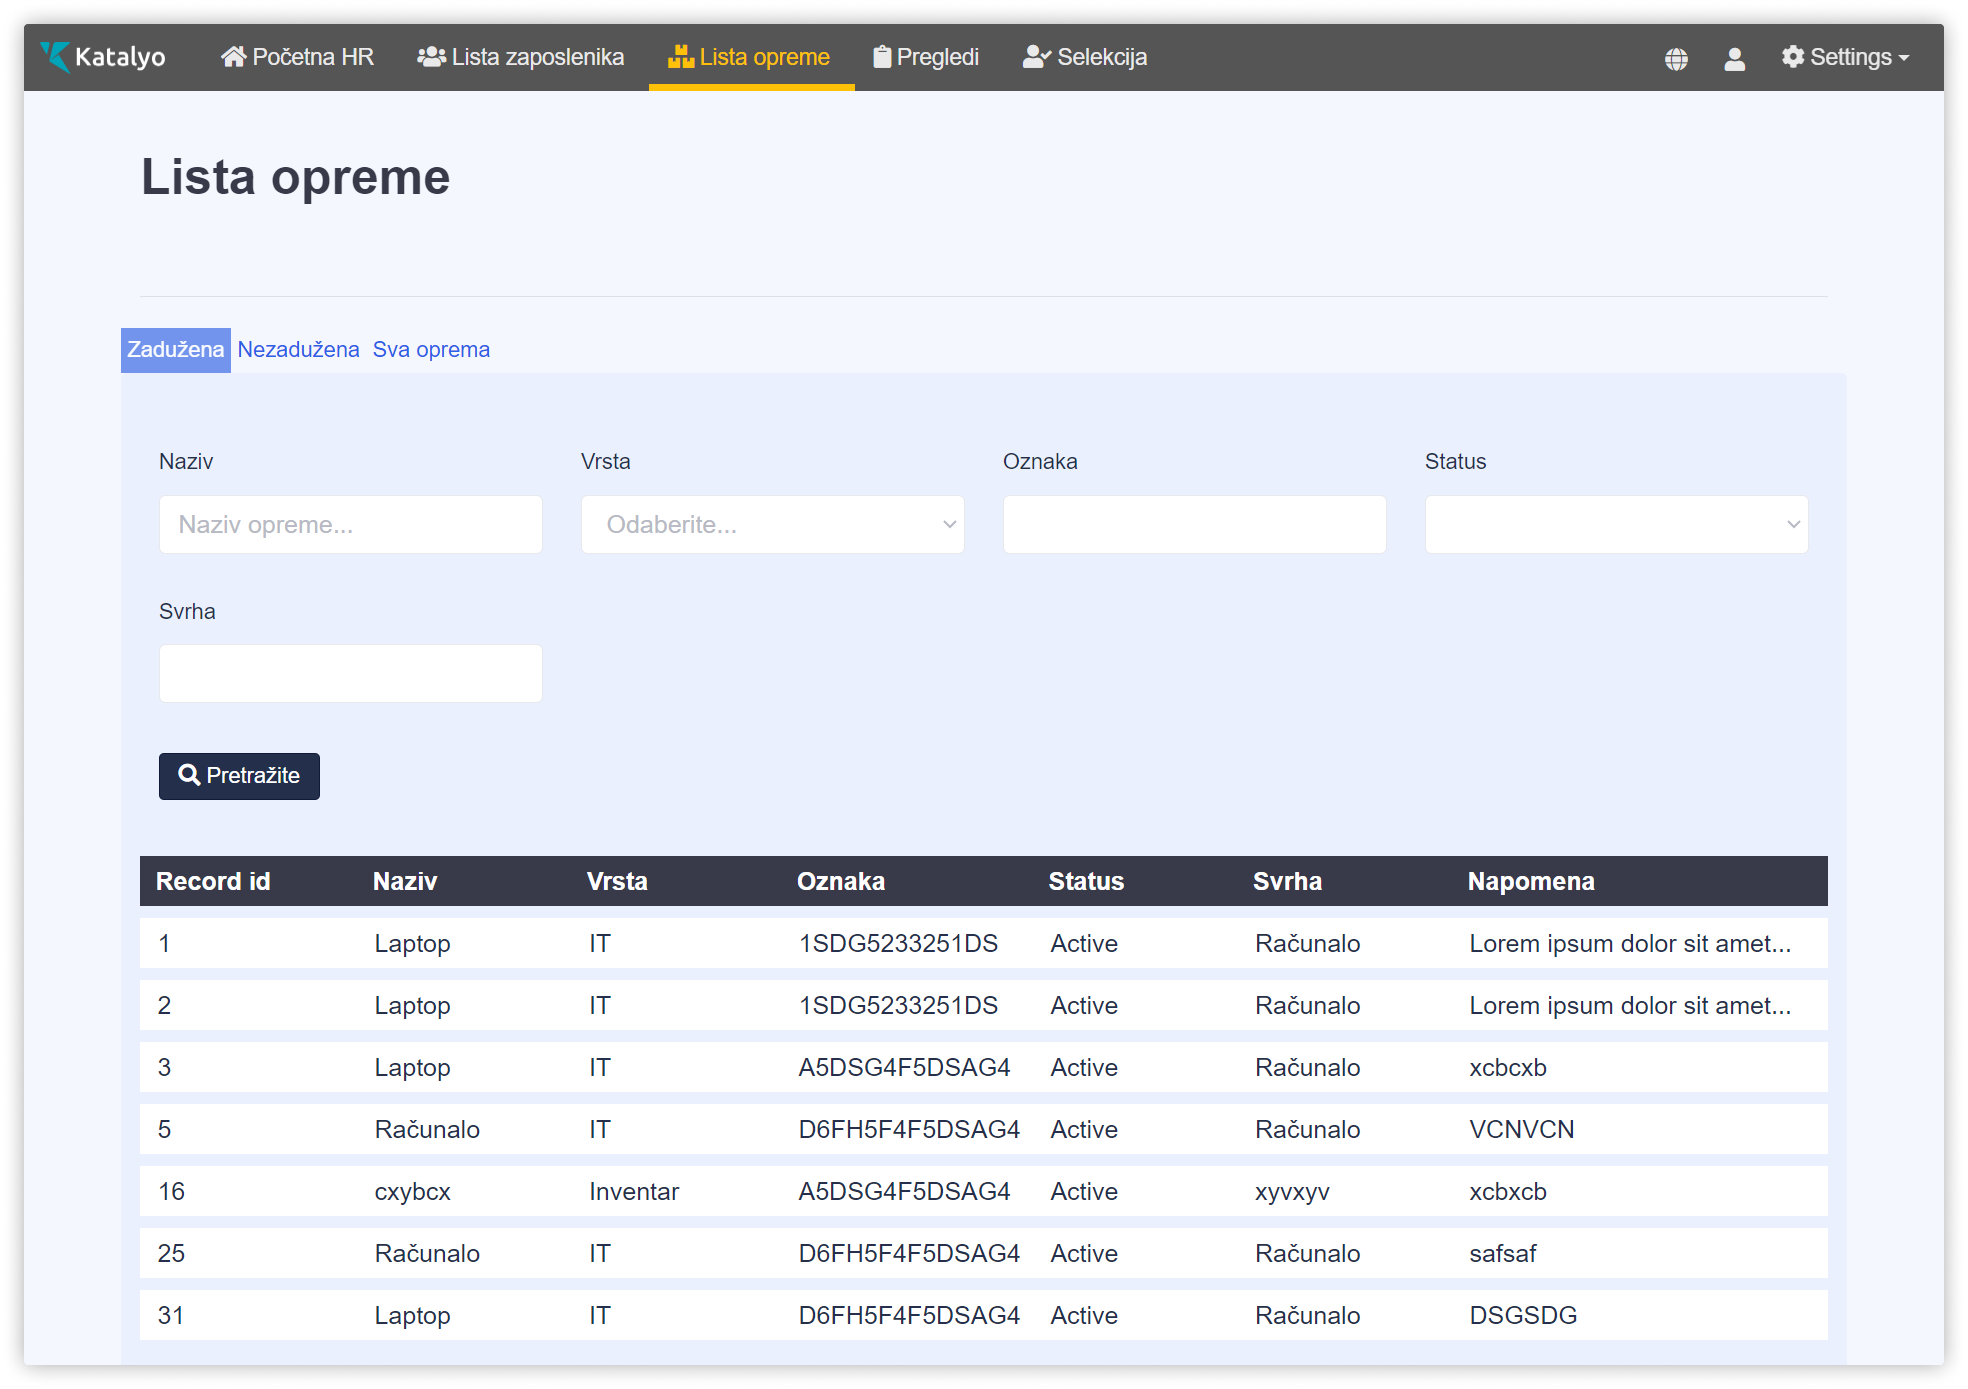 Katalyo Početna HR Lista zaposlenika Lista opreme Pregledi Selekcija Settings
Lista opreme
Zadužena Nezadužena Sva oprema
Naziv Vrsta Oznaka Status
Naziv opreme... Odaberite...
Svrha
Pretražite
Record id Naziv Vrsta Oznaka Status Svrha Napomena
1 Laptop IT 1SDG5233251DS Active Računalo Lorem ipsum dolor sit amet...
2 Laptop IT 1SDG5233251DS Active Računalo Lorem ipsum dolor sit amet...
3 Laptop IT A5DSG4F5DSAG4 Active Računalo xcbcxb
5 Računalo IT D6FH5F4F5DSAG4 Active Računalo VCNVCN
16 cxybcx Inventar A5DSG4F5DSAG4 Active xyvxyv xcbxcb
25 Računalo IT D6FH5F4F5DSAG4 Active Računalo safsaf
31 Laptop IT D6FH5F4F5DSAG4 Active Računalo DSGSDG